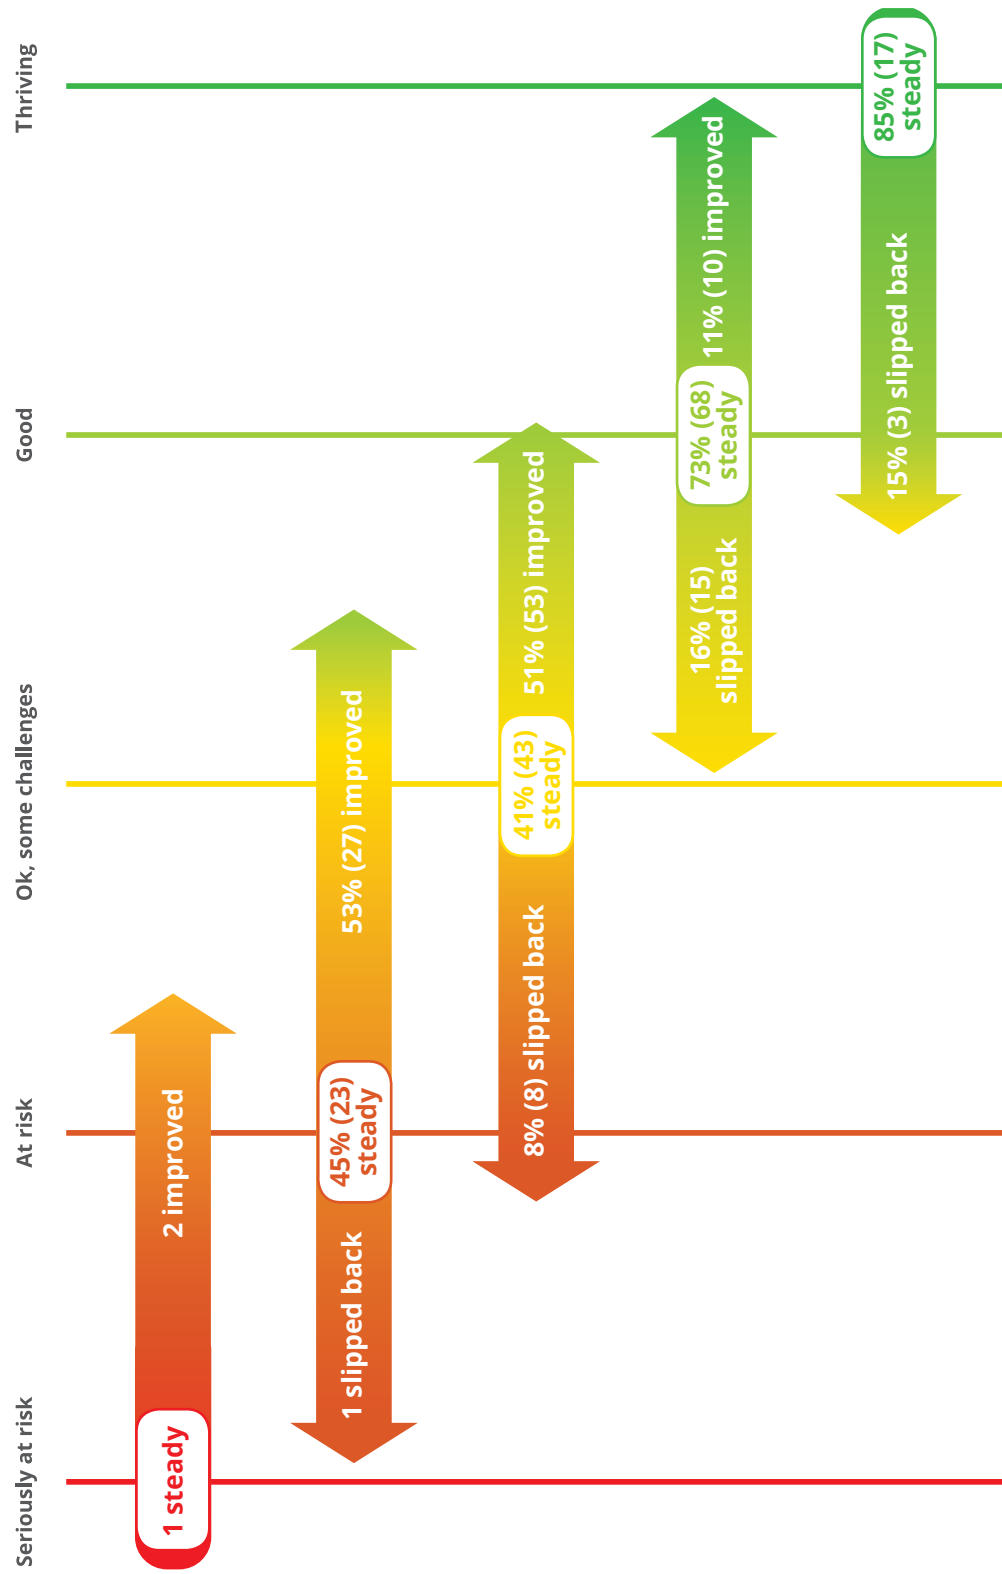 Thriving
Good
Ok, some challenges
At risk
Seriously at risk
1 steady
2 improved
53% (27) improved
45% (23)
steady
1 slipped back
51% (53) improved
41% (43)
steady
8% (8) slipped back
11% (10) improved
73% (68)
steady
16% (15)
slipped back
85% (17)
steady
15% (3) slipped back